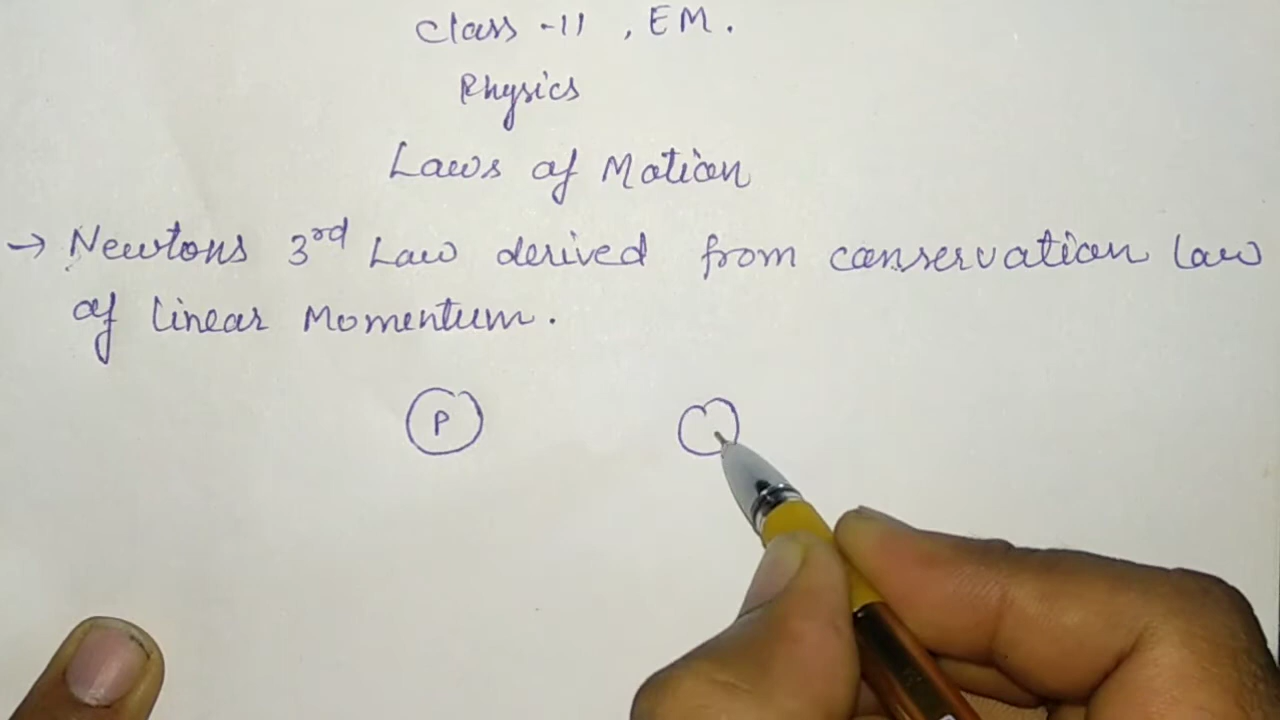 Class -11 , EM.
Physics
Laws of Motion
→ Newtons 3rd Law derived from conservation law
of linear Momentum.
P